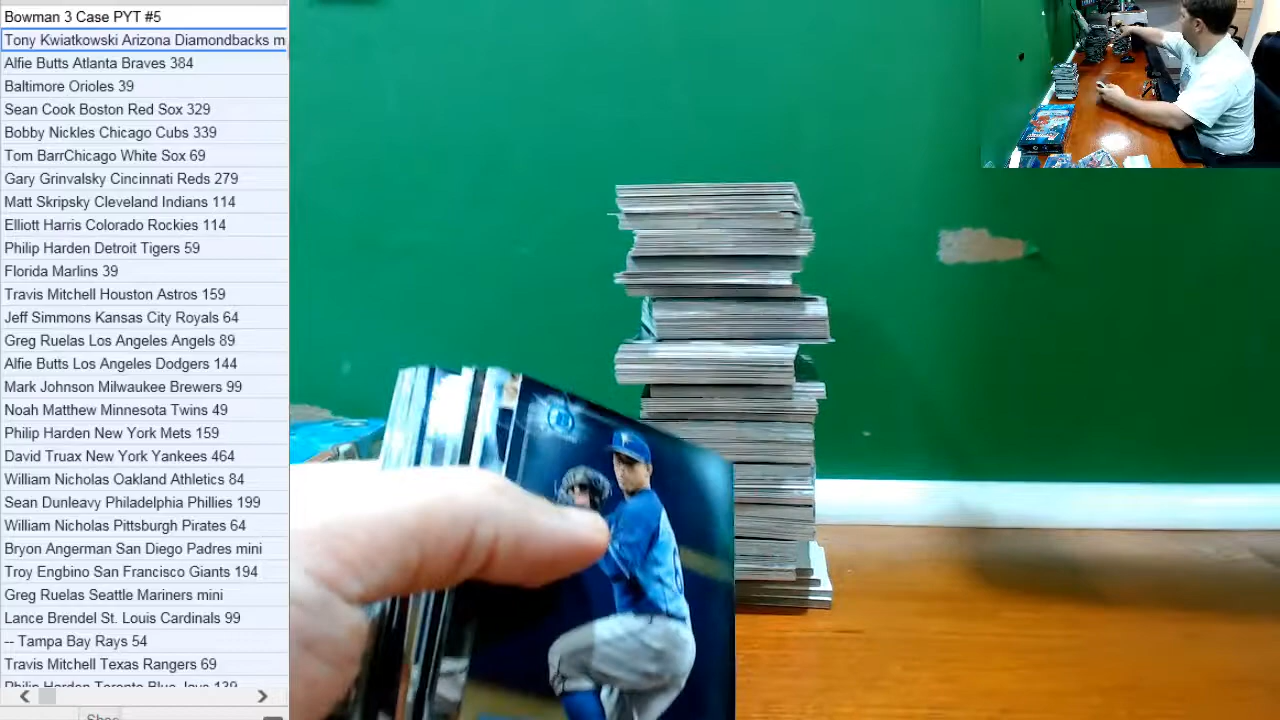 Bowman 3 Case PYT #5
Tony Kwiatkowski Arizona Diamondbacks m
Alfie Butts Atlanta Braves 384
Baltimore Orioles 39
Sean Cook Boston Red Sox 329
Bobby Nickles Chicago Cubs 339
Tom BarrChicago White Sox 69
Gary Grinvalsky Cincinnati Reds 279
Matt Skripsky Cleveland Indians 114
Elliott Harris Colorado Rockies 114
Philip Harden Detroit Tigers 59
Florida Marlins 39
Travis Mitchell Houston Astros 159
Jeff Simmons Kansas City Royals 64
Greg Ruelas Los Angeles Angels 89
Alfie Butts Los Angeles Dodgers 144
Mark Johnson Milwaukee Brewers 99
Noah Matthew Minnesota Twins 49
Philip Harden New York Mets 159
David Truax New York Yankees 464
William Nicholas Oakland Athletics 84
Sean Dunleavy Philadelphia Phillies 199
William Nicholas Pittsburgh Pirates 64
Bryon Angerman San Diego Padres mini
Troy Engbino San Francisco Giants 194
Greg Ruelas Seattle Mariners mini
Lance Brendel St. Louis Cardinals 99
-- Tampa Bay Rays 54
Travis Mitchell Texas Rangers 69
Philip Harden Toronto Blue Jays 139